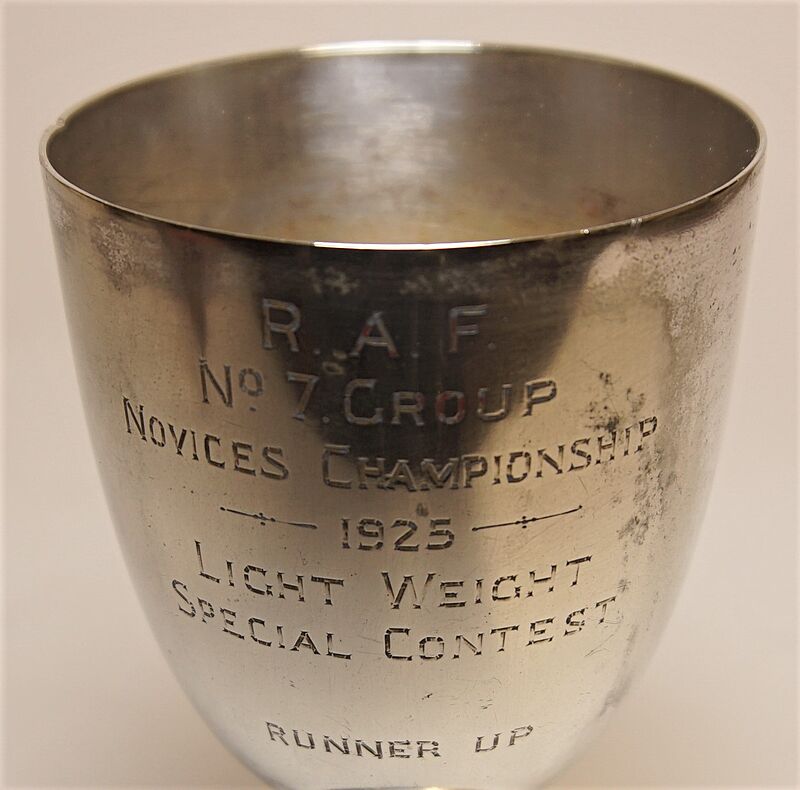 R.A.F.
No 7. GROUP
NOVICES CHAMPIONSHIP
1925
LIGHT WEIGHT
SPECIAL CONTEST
RUNNER UP